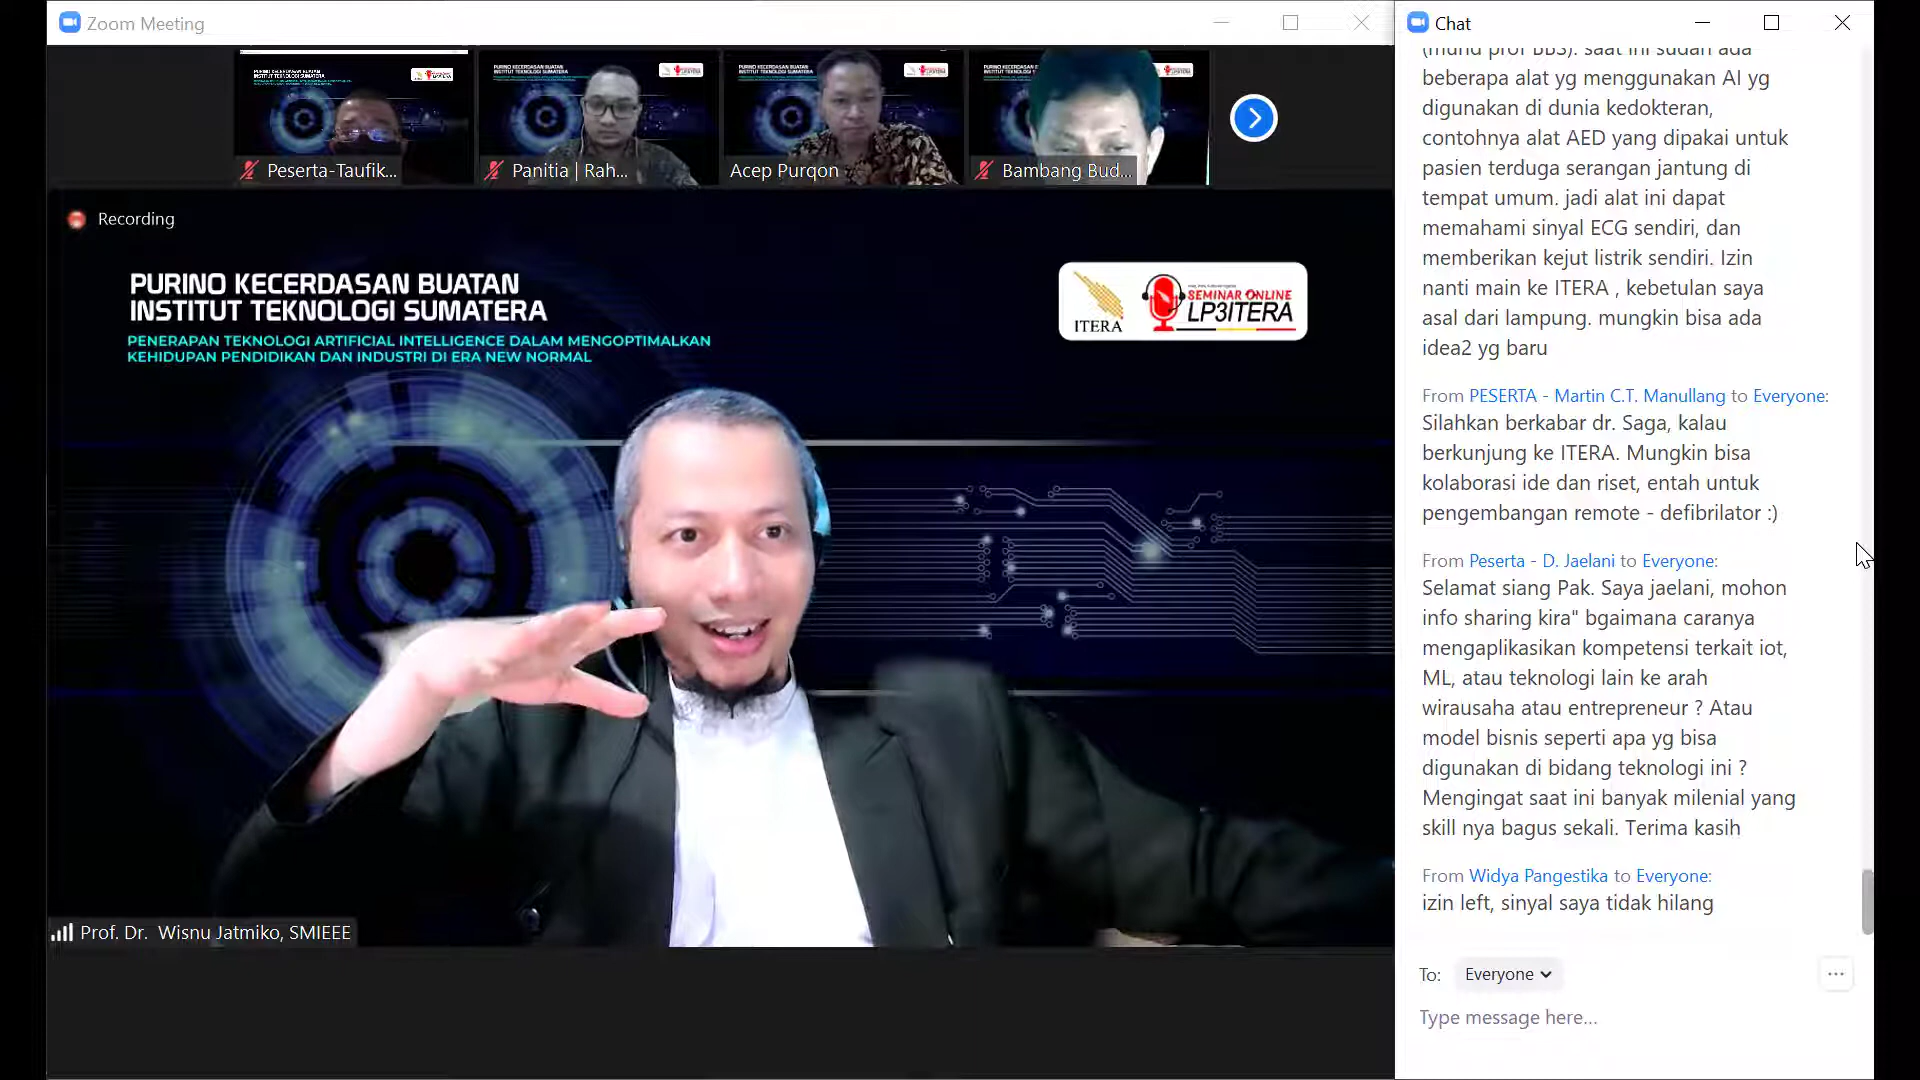 Zoom Meeting
Peserta-Taufik...
Panitia | Rah...
Acep Purqon
Bambang Bud...
Recording
PURINO KECERDASAN BUATAN
INSTITUT TEKNOLOGI SUMATERA
PENERAPAN TEKNOLOGI ARTIFICIAL INTELLIGENCE DALAM MENGOPTIMALKAN
KEHIDUPAN PENDIDIKAN DAN INDUSTRI DI ERA NEW NORMAL
ITERA
SEMINAR ONLINE
LP3ITERA
Prof. Dr. Wisnu Jatmiko, SMIEEE
Chat
(murid prof BBS). saat ini sudah ada
beberapa alat yg menggunakan AI yg
digunakan di dunia kedokteran,
contohnya alat AED yang dipakai untuk
pasien terduga serangan jantung di
tempat umum. jadi alat ini dapat
memahami sinyal ECG sendiri, dan
memberikan kejut listrik sendiri. Izin
nanti main ke ITERA , kebetulan saya
asal dari lampung. mungkin bisa ada
idea2 yg baru
From PESERTA - Martin C.T. Manullang to Everyone:
Silahkan berkabar dr. Saga, kalau
berkunjung ke ITERA. Mungkin bisa
kolaborasi ide dan riset, entah untuk
pengembangan remote - defibrilator :)
From Peserta - D. Jaelani to Everyone:
Selamat siang Pak. Saya jaelani, mohon
info sharing kira" bgaimana caranya
mengaplikasikan kompetensi terkait iot,
ML, atau teknologi lain ke arah
wirausaha atau entrepreneur ? Atau
model bisnis seperti apa yg bisa
digunakan di bidang teknologi ini ?
Mengingat saat ini banyak milenial yang
skill nya bagus sekali. Terima kasih
From Widya Pangestika to Everyone:
izin left, sinyal saya tidak hilang
To: Everyone
Type message here...